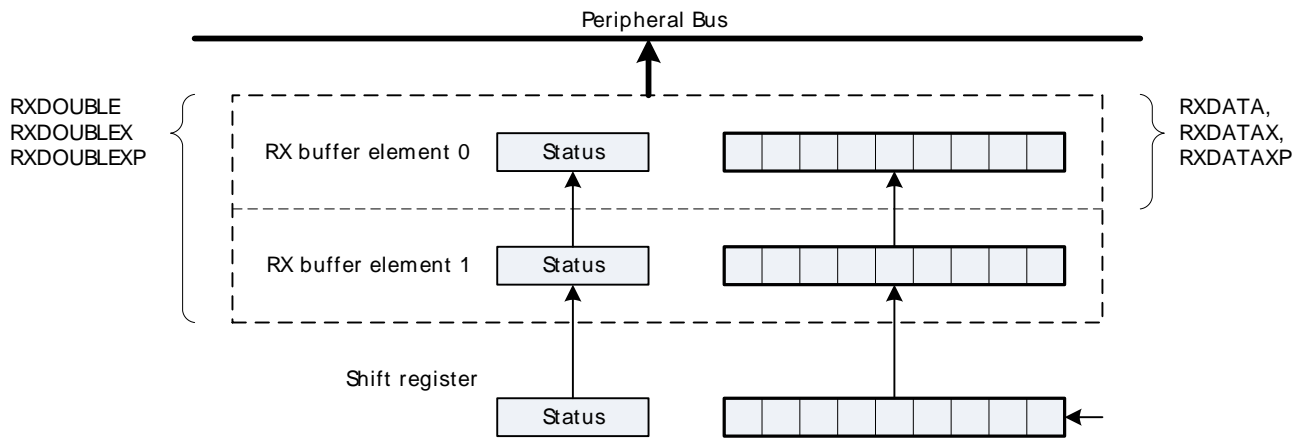 Peripheral Bus
RXDOUBLE
RXDOUBLEX
RXDOUBLEXP
RXDATA,
RXDATAX,
RXDATAXP
RX buffer element 0
Status
RX buffer element 1
Status
Shift register
Status